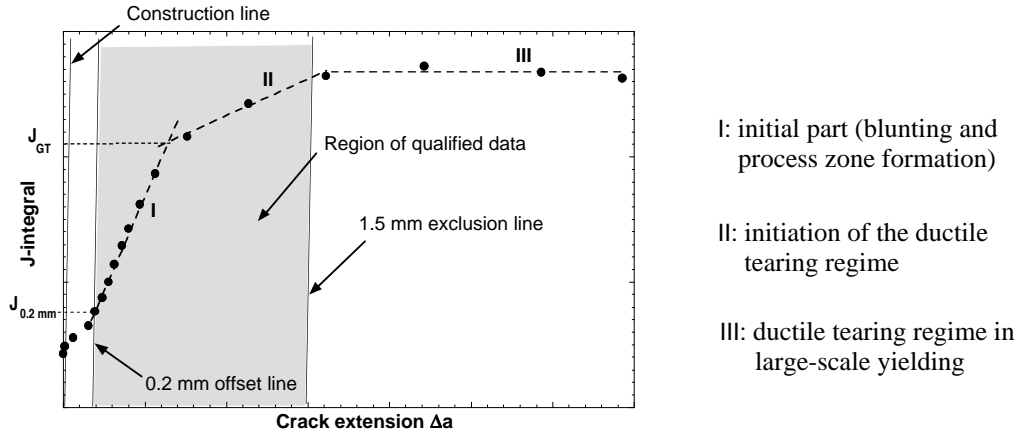 Construction line
III
II
J
GT
I: initial part (blunting and
process zone formation)
Region of qualified data
I
J-integral
1.5 mm exclusion line
II: initiation of the ductile
tearing regime
J
0.2 mm
III: ductile tearing regime in
large-scale yielding
0.2 mm offset line
Crack extension Δa